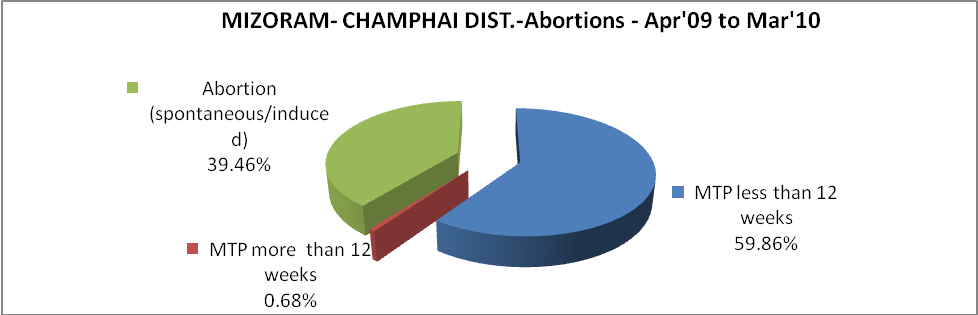 MIZORAM- CHAMPHAI DIST.-Abortions - Apr'09 to Mar'10
Abortion
(spontaneous/induce
d)
39.46%
MTP less than 12
weeks
59.86%
MTP more than 12
weeks
0.68%